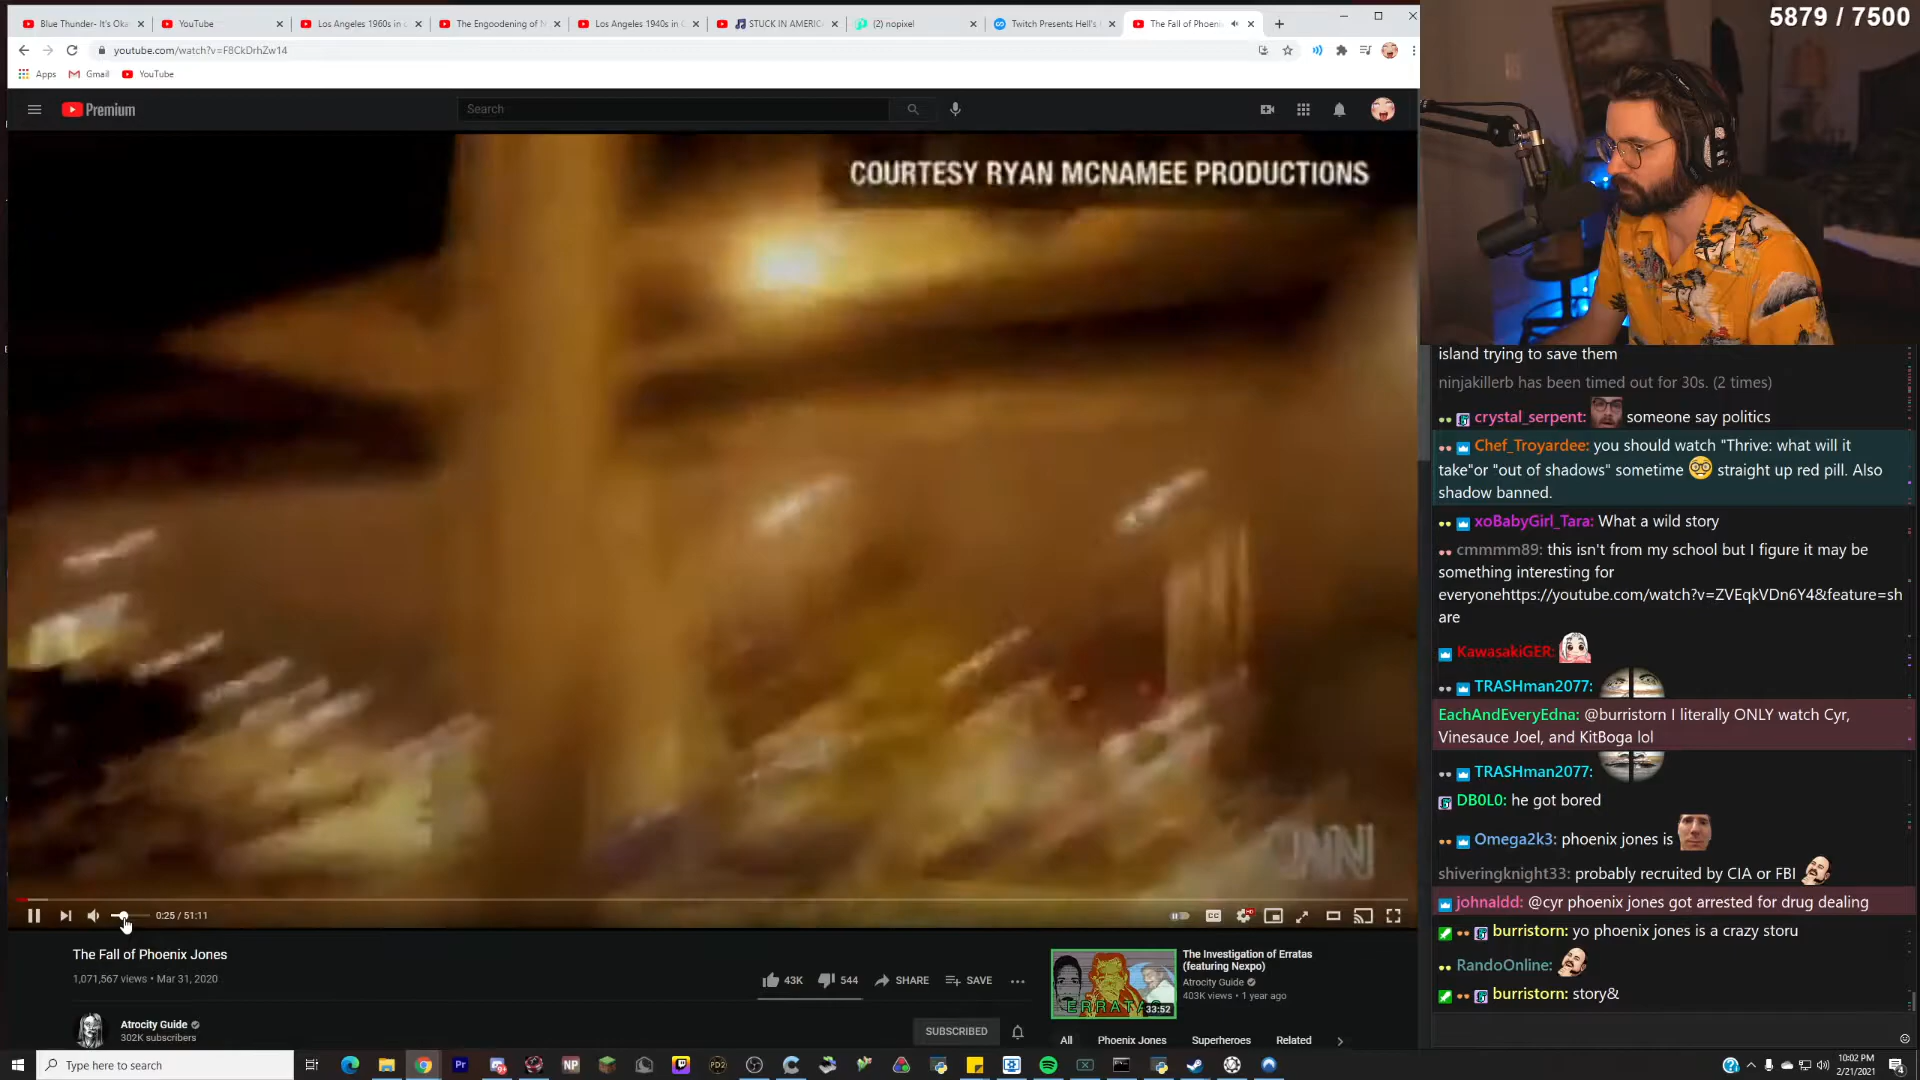 Blue Thunder- It's Oka
YouTube
Los Angeles 1960s in c
The Engoodening of N
Los Angeles 1940s in C
STUCK IN AMERIC
(2) nopixel
Twitch Presents Hell's
The Fall of Phoeni
5879 / 7500
youtube.com/watch?v=F8CkDrhZw14
Apps
Gmail
YouTube
Premium
Search
COURTESY RYAN MCNAMEE PRODUCTIONS
CNN
0:25 / 51:11
CC
HD
The Fall of Phoenix Jones
1,071,567 views • Mar 31, 2020
43K
544
SHARE
SAVE
Atrocity Guide
302K subscribers
SUBSCRIBED
ERRATAS
33:52
The Investigation of Erratas
(featuring Nexpo)
Atrocity Guide
403K views • 1 year ago
All
Phoenix Jones
Superheroes
Related
island trying to save them
ninjakillerb has been timed out for 30s. (2 times)
crystal_serpent: someone say politics
Chef_Troyardee: you should watch "Thrive: what will it
take"or "out of shadows" sometime straight up red pill. Also
shadow banned.
xoBabyGirl_Tara: What a wild story
cmmmm89: this isn't from my school but I figure it may be
something interesting for
everyonehttps://youtube.com/watch?v=ZVEqkVDn6Y4&feature=sh
are
KawasakiGER:
TRASHman2077:
EachAndEveryEdna: @burristorn I literally ONLY watch Cyr,
Vinesauce Joel, and KitBoga lol
TRASHman2077:
DB0L0: he got bored
Omega2k3: phoenix jones is
shiveringknight33: probably recruited by CIA or FBI
johnaldd: @cyr phoenix jones got arrested for drug dealing
burristorn: yo phoenix jones is a crazy storu
RandoOnline:
burristorn: story&
Type here to search
Pr
NP
PD2
10:02 PM
2/21/2021